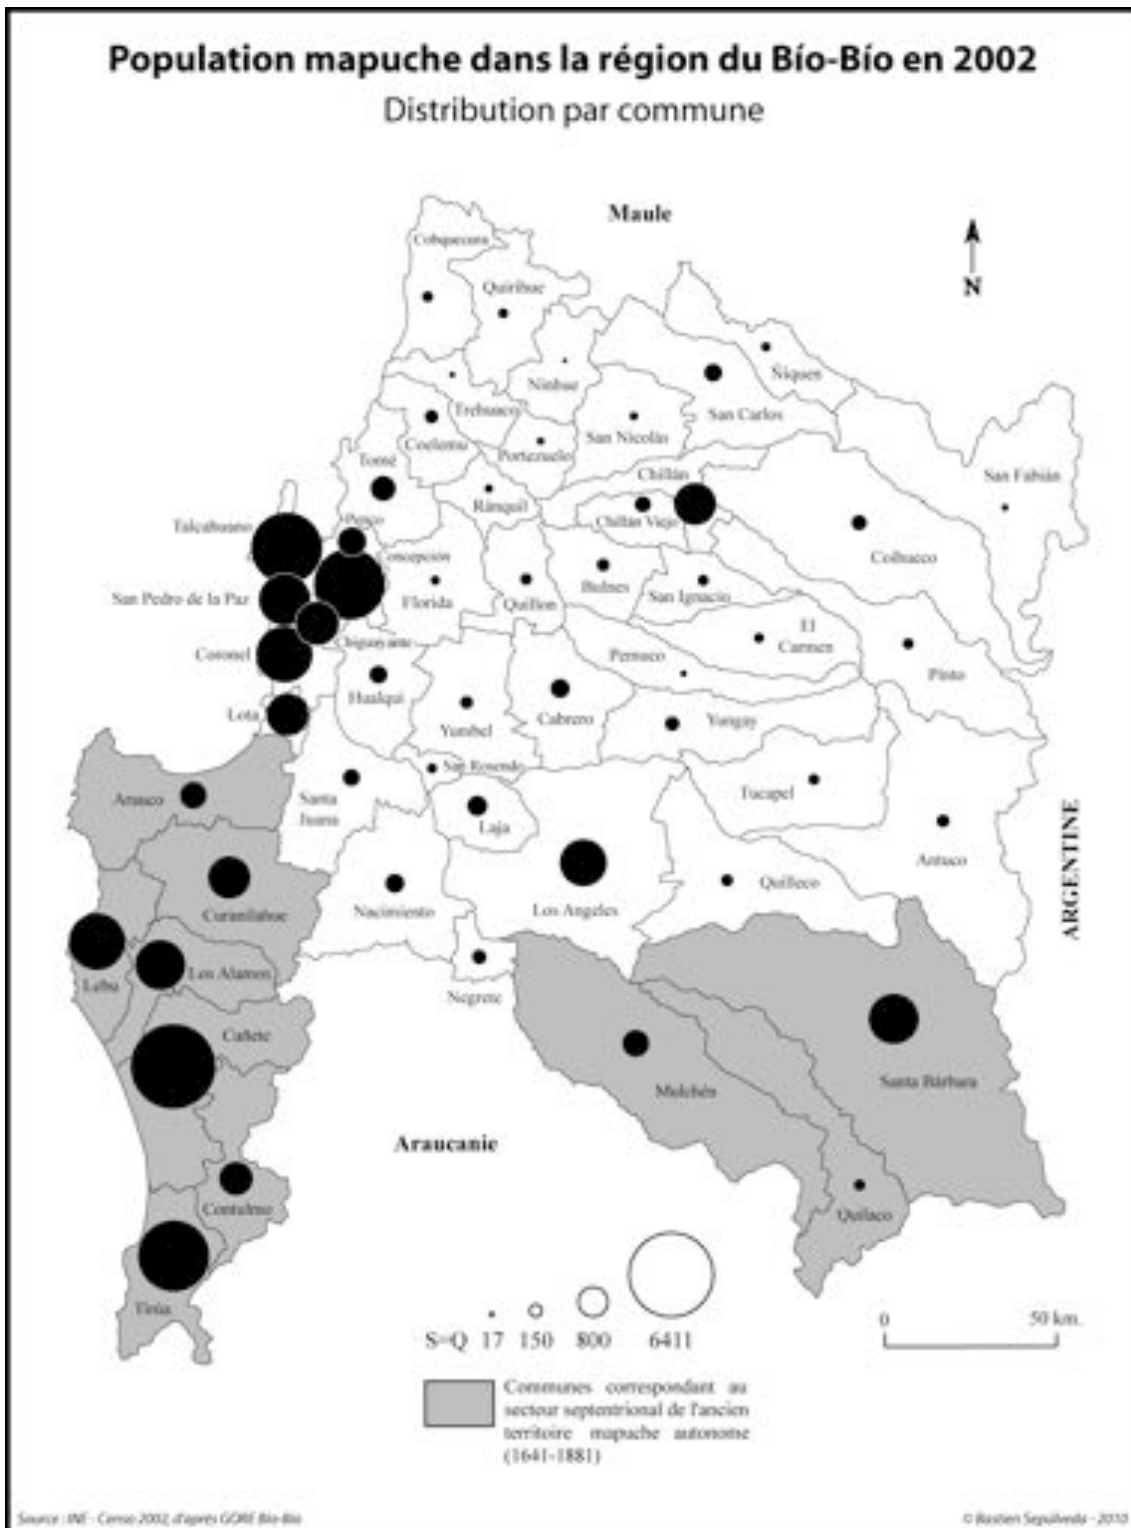 Population mapuche dans la région du Bío-Bío en 2002
Distribution par commune
Maule
Cobquecura
N
Quirihue
Ñiquen
Ninhue
Trehuaco
San Carlos
San Nicolás
Coelemu
Portezuelo
Tomé
Chillán
San Fabián
Ránquil
Talcahuano
Penco
Chillán Viejo
Concepción
Coihueco
San Pedro de la Paz
Florida
Quillon
Bulnes
San Ignacio
El
Carmen
Chiguayante
Coronel
Pemuco
Pinto
Hualqui
Lota
Yumbel
Cabrero
Yungay
San Rosendo
Arauco
Santa
Juana
Tucapel
Laja
Antuco
ARGENTINE
Quilleco
Curanilahue
Nacimiento
Los Angeles
Lebu
Los Alamos
Negrete
Cañete
Santa Bárbara
Mulchén
Araucanie
Contulmo
Quilaco
Tirúa
0 50 km.
S=Q 17 150 800 6411
Communes correspondant au
secteur septentrional de l'ancien
territoire mapuche autonome
(1641-1881)
Source : INE - Censo 2002, d'après GORE Bío-Bío
© Bastien Sepúlveda - 2010